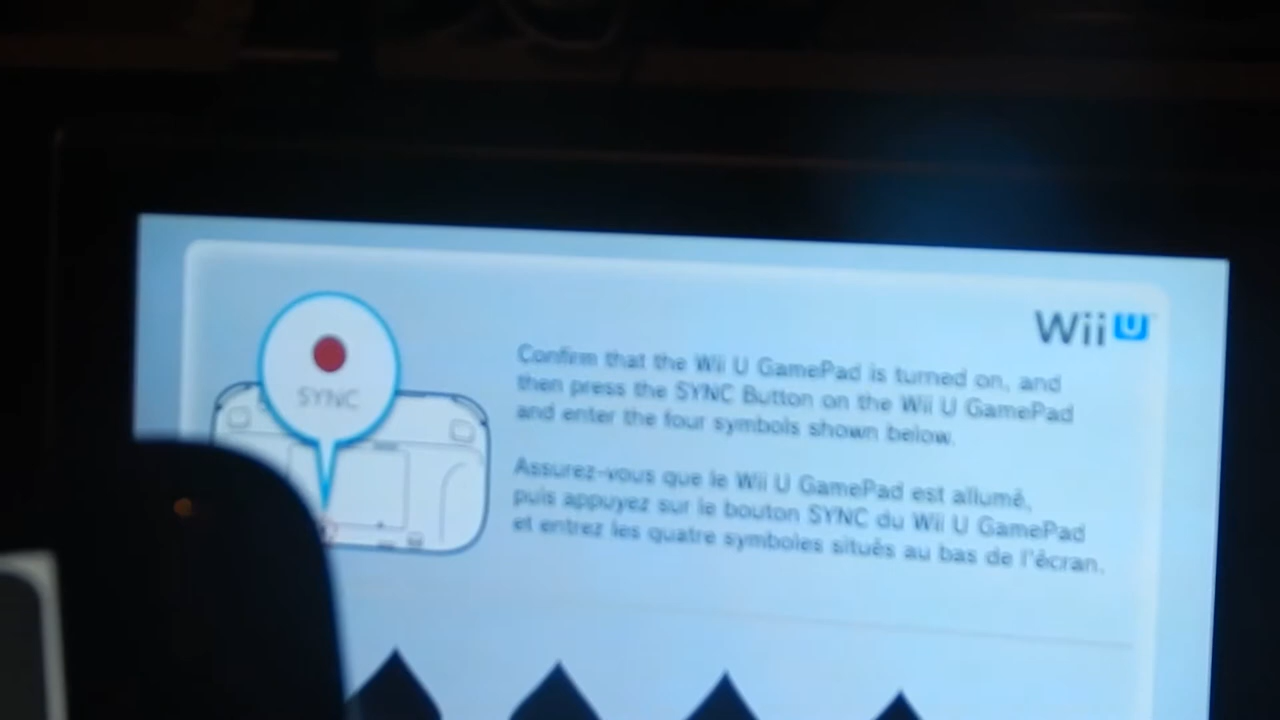 Wii U
SYNC
Confirm that the Wii U GamePad is turned on, and
then press the SYNC Button on the Wii U GamePad
and enter the four symbols shown below.
Assurez-vous que le Wii U GamePad est allumé,
puis appuyez sur le bouton SYNC du Wii U GamePad
et entrez les quatre symboles situés au bas de l'écran.